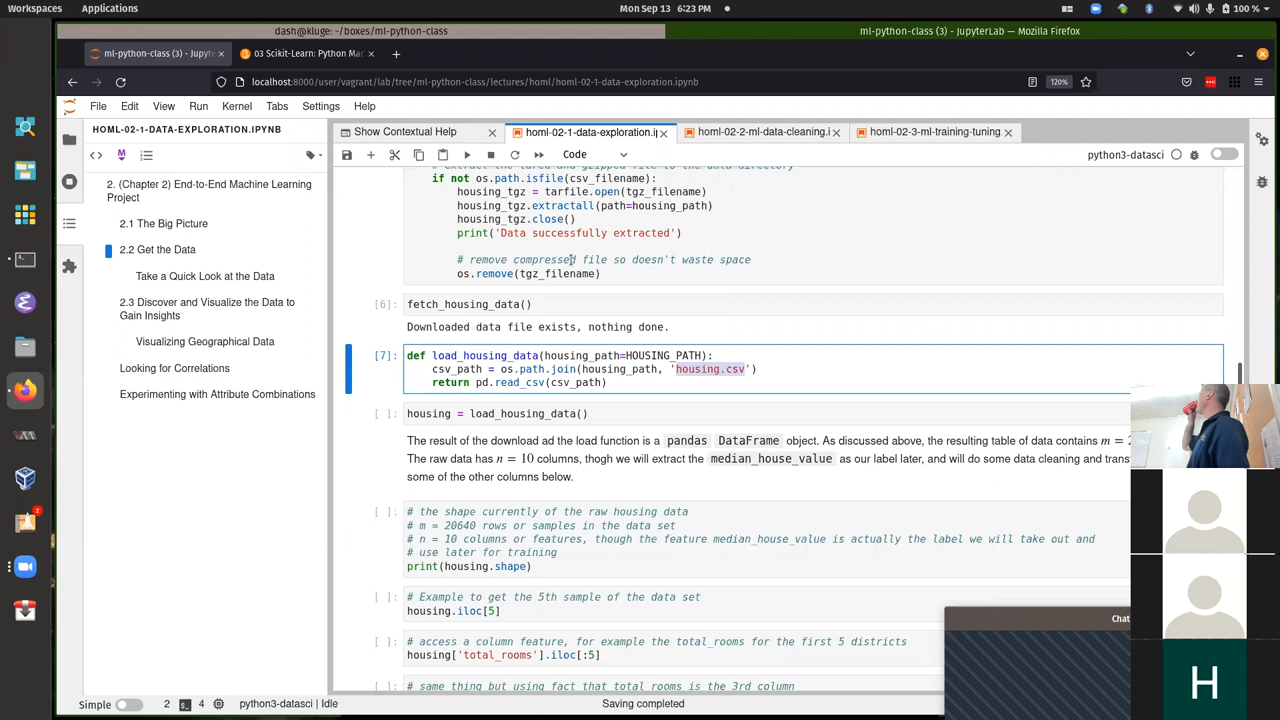 Workspaces Applications Mon Sep 13 6:23 PM 100 %
dash@kluge: ~/boxes/ml-python-class ml-python-class (3) — JupyterLab — Mozilla Firefox
ml-python-class (3) - Jupyte 03 Scikit-Learn: Python Mac
localhost:8000/user/vagrant/lab/tree/ml-python-class/lectures/homl/homl-02-1-data-exploration.ipynb 120%
File Edit View Run Kernel Tabs Settings Help
HOML-02-1-DATA-EXPLORATION.IPYNB
2. (Chapter 2) End-to-End Machine Learning
Project
2.1 The Big Picture
2.2 Get the Data
Take a Quick Look at the Data
2.3 Discover and Visualize the Data to
Gain Insights
Visualizing Geographical Data
Looking for Correlations
Experimenting with Attribute Combinations
Show Contextual Help homl-02-1-data-exploration.ip homl-02-2-ml-data-cleaning.i homl-02-3-ml-training-tuning.
Code python3-datasci
if not os.path.isfile(csv_filename):
housing_tgz = tarfile.open(tgz_filename)
housing_tgz.extractall(path=housing_path)
housing_tgz.close()
print('Data successfully extracted')
# remove compressed file so doesn't waste space
os.remove(tgz_filename)
[6]: fetch_housing_data()
Downloaded data file exists, nothing done.
[7]: def load_housing_data(housing_path=HOUSING_PATH):
csv_path = os.path.join(housing_path, 'housing.csv')
return pd.read_csv(csv_path)
[ ]: housing = load_housing_data()
The result of the download ad the load function is a pandas DataFrame object. As discussed above, the resulting table of data contains m =
The raw data has n = 10 columns, thogh we will extract the median_house_value as our label later, and will do some data cleaning and trans
some of the other columns below.
[ ]: # the shape currently of the raw housing data
# m = 20640 rows or samples in the data set
# n = 10 columns or features, though the feature median_house_value is actually the label we will take out and
# use later for training
print(housing.shape)
[ ]: # Example to get the 5th sample of the data set
housing.iloc[5]
[ ]: # access a column feature, for example the total_rooms for the first 5 districts
housing['total_rooms'].iloc[:5]
[ ]: # same thing but using fact that total rooms is the 3rd column
Chat
H
Simple 2 4 python3-datasci | Idle Saving completed